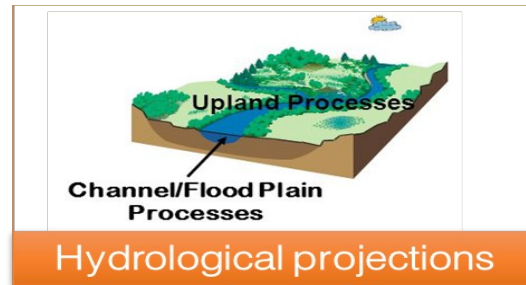 Upland Processes
Channel/Flood Plain
Processes
Hydrological projections